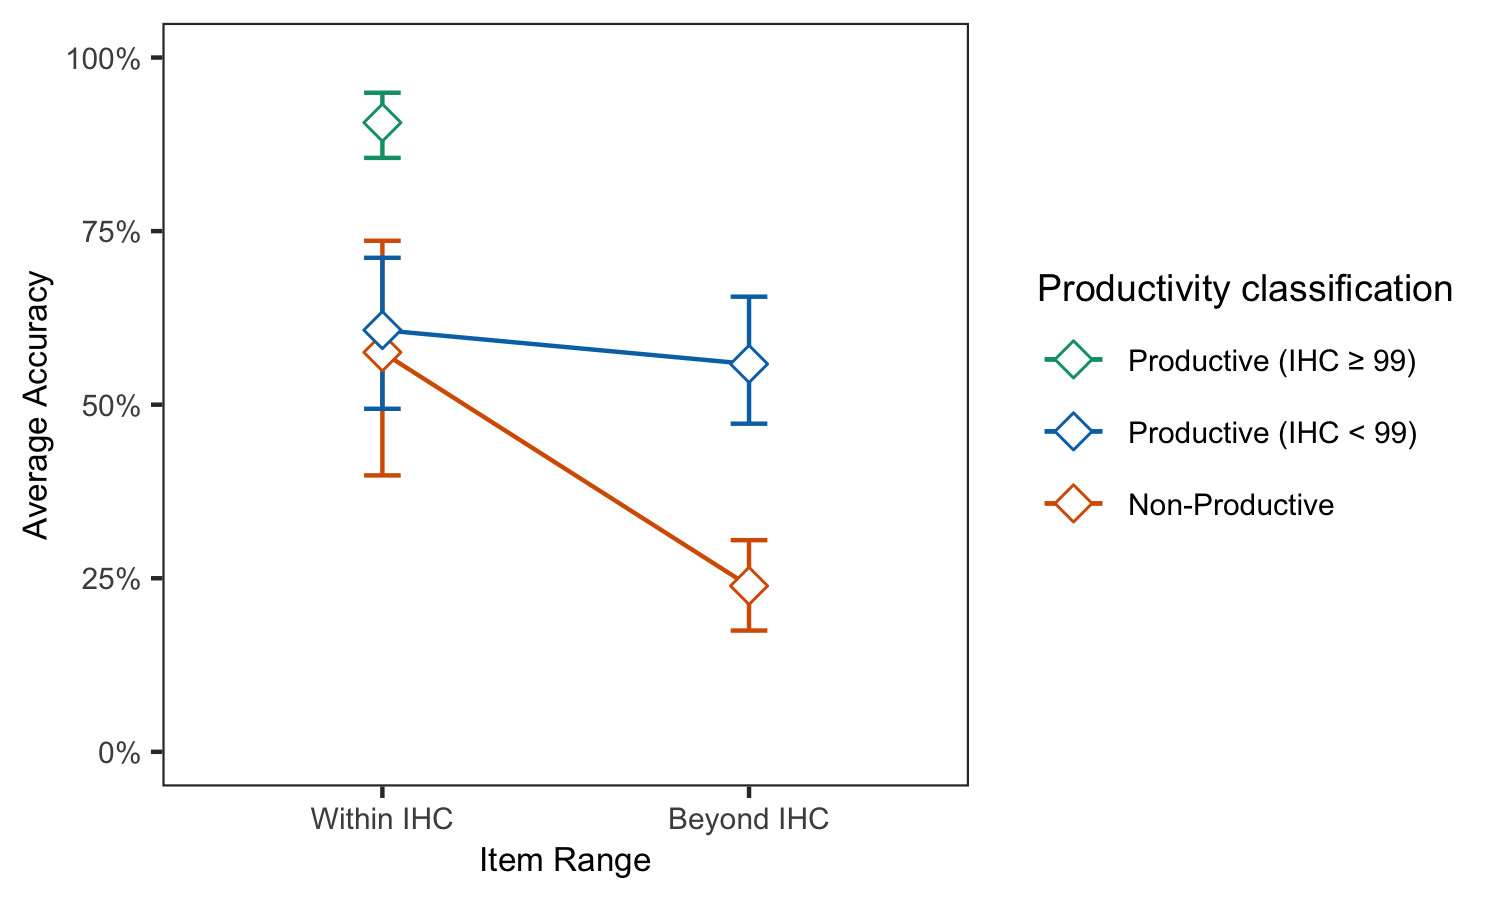 100%
75%
50%
25%
0%
Average Accuracy
Within IHC
Beyond IHC
Item Range
Productivity classification
Productive (IHC ≥ 99)
Productive (IHC < 99)
Non-Productive